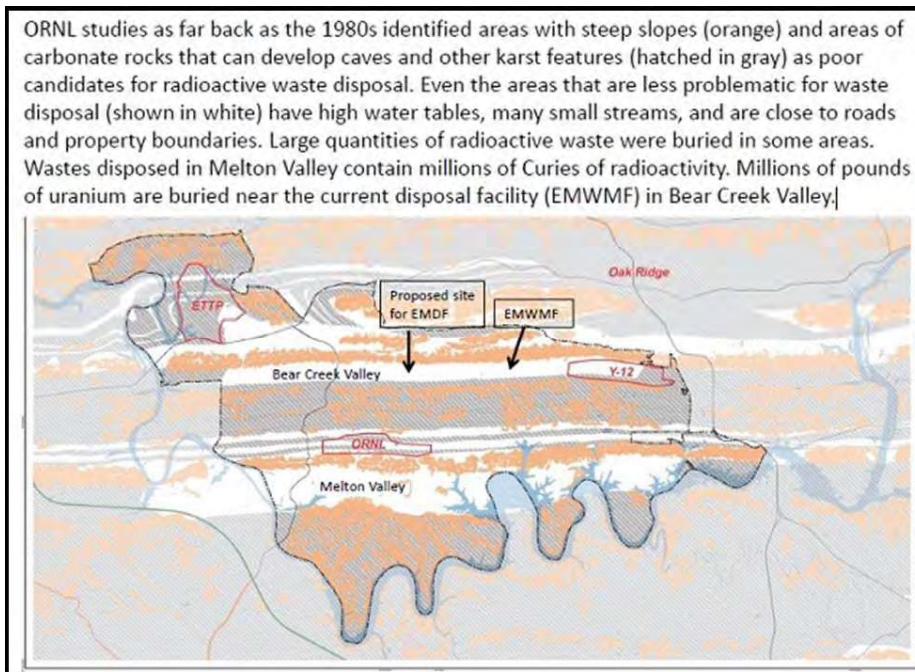 ORNL studies as far back as the 1980s identified areas with steep slopes (orange) and areas of
carbonate rocks that can develop caves and other karst features (hatched in gray) as poor
candidates for radioactive waste disposal. Even the areas that are less problematic for waste
disposal (shown in white) have high water tables, many small streams, and are close to roads
and property boundaries. Large quantities of radioactive waste were buried in some areas.
Wastes disposed in Melton Valley contain millions of Curies of radioactivity. Millions of pounds
of uranium are buried near the current disposal facility (EMWMF) in Bear Creek Valley.
Oak Ridge
ETTP
Proposed site
for EMDF
EMWMF
Bear Creek Valley
Y-12
ORNL
Melton Valley